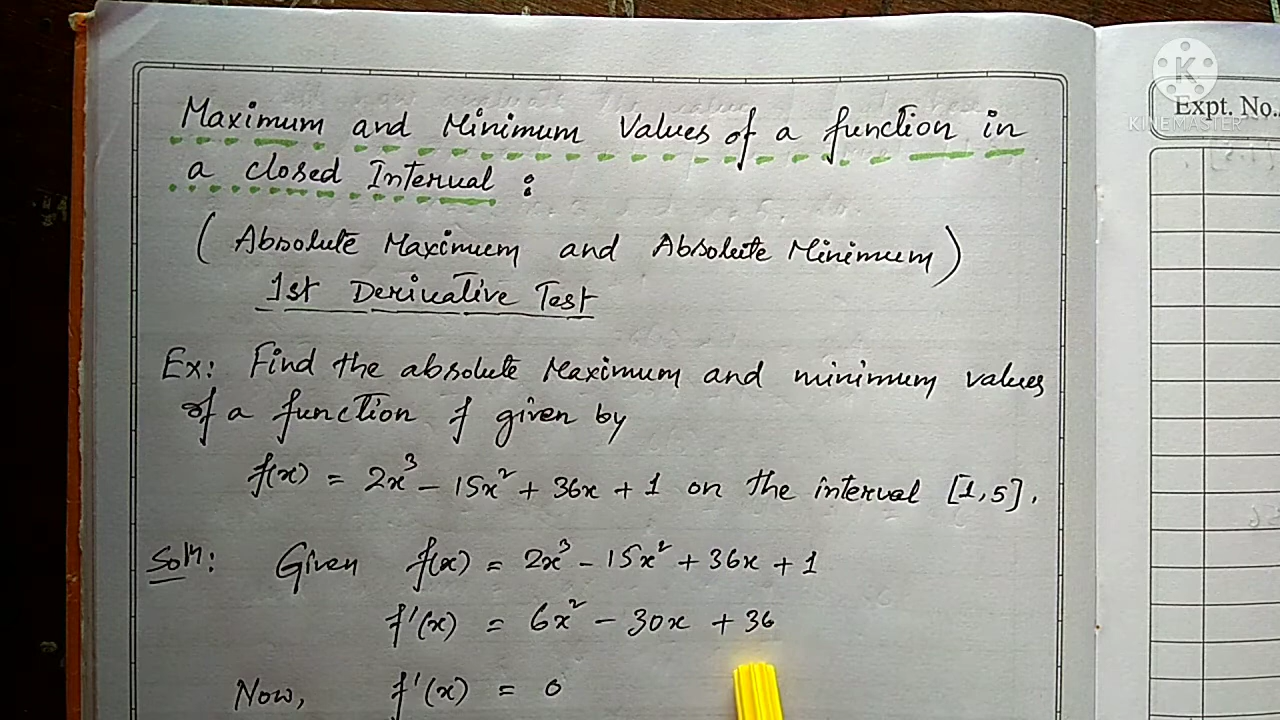 Maximum and Minimum Values of a function in
a closed Interval :
(Absolute Maximum and Absolute Minimum)
1st Derivative Test
Ex: Find the absolute Maximum and minimum values
of a function f given by
f(x) = 2x³ - 15x² + 36x + 1 on the interval [1,5].
Solⁿ: Given f(x) = 2x³ - 15x² + 36x + 1
f'(x) = 6x² - 30x + 36
Now, f'(x) = 0
K
KINEMASTER
Expt. No..